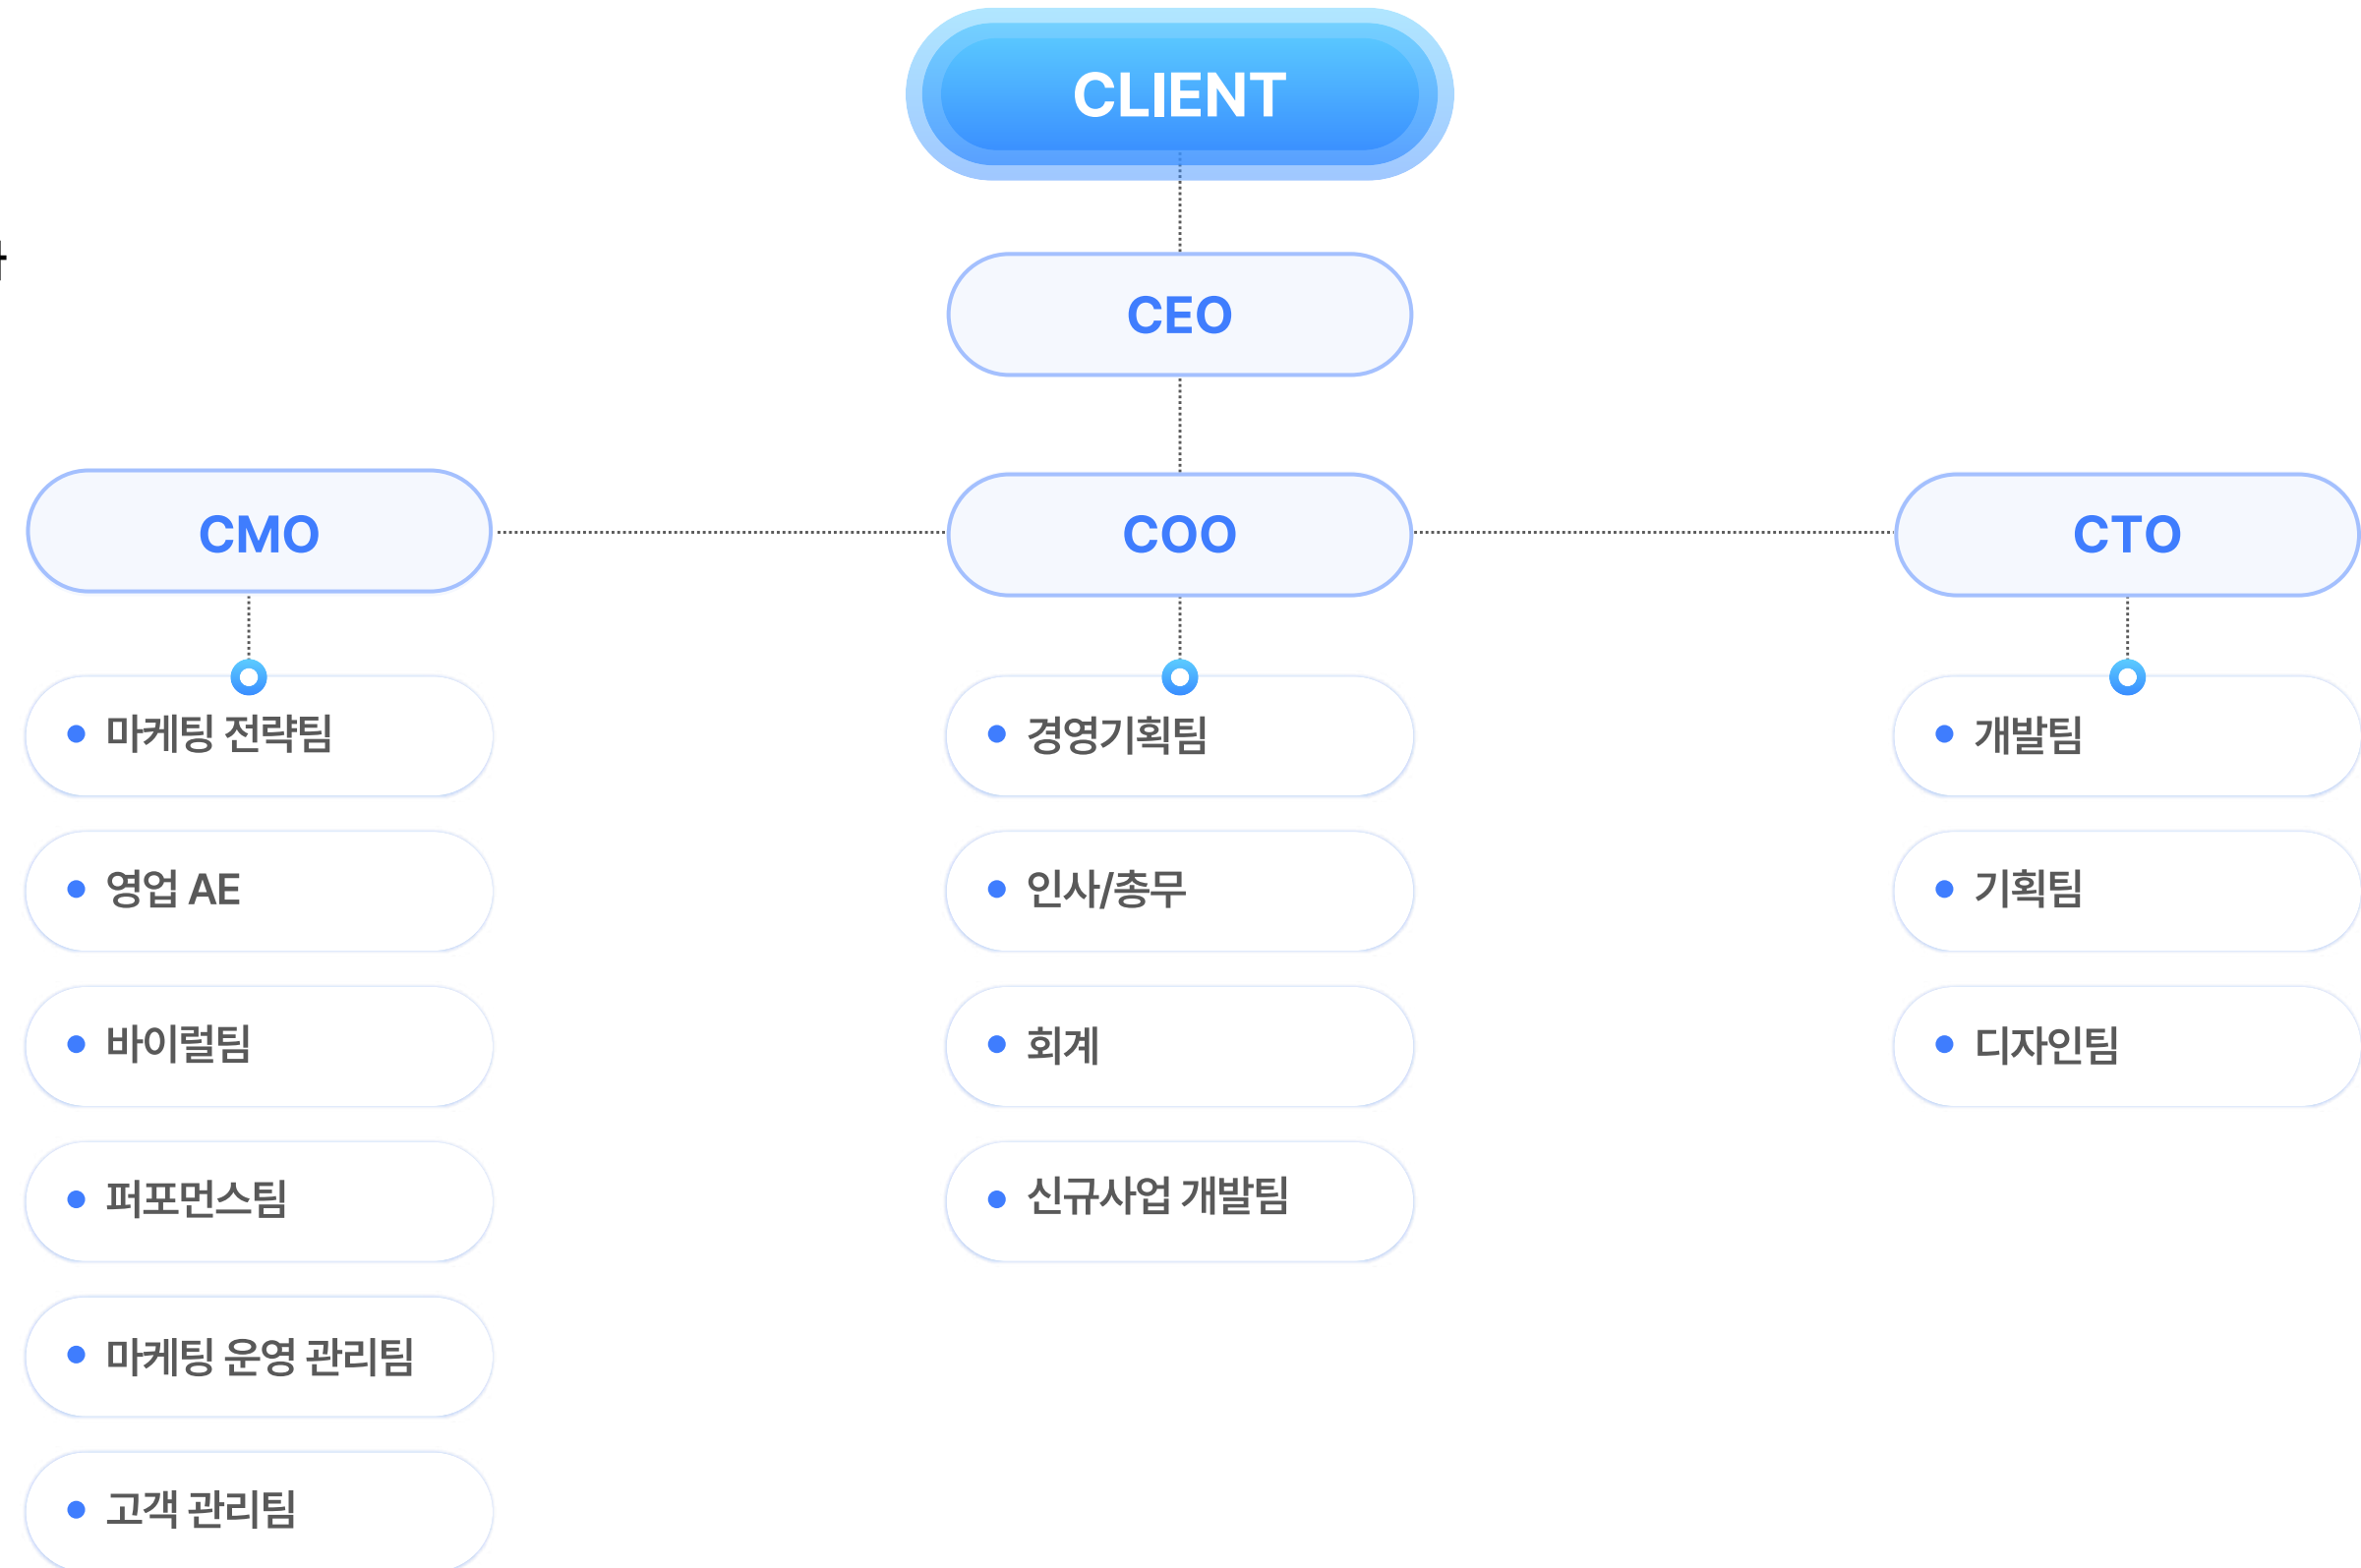 CLIENT
CEO
CMO
COO
CTO
마케팅 전략팀
영업 AE
바이럴팀
퍼포먼스팀
마케팅 운영 관리팀
고객 관리팀
경영기획팀
인사/총무
회계
신규사업 개발팀
개발팀
기획팀
디자인팀